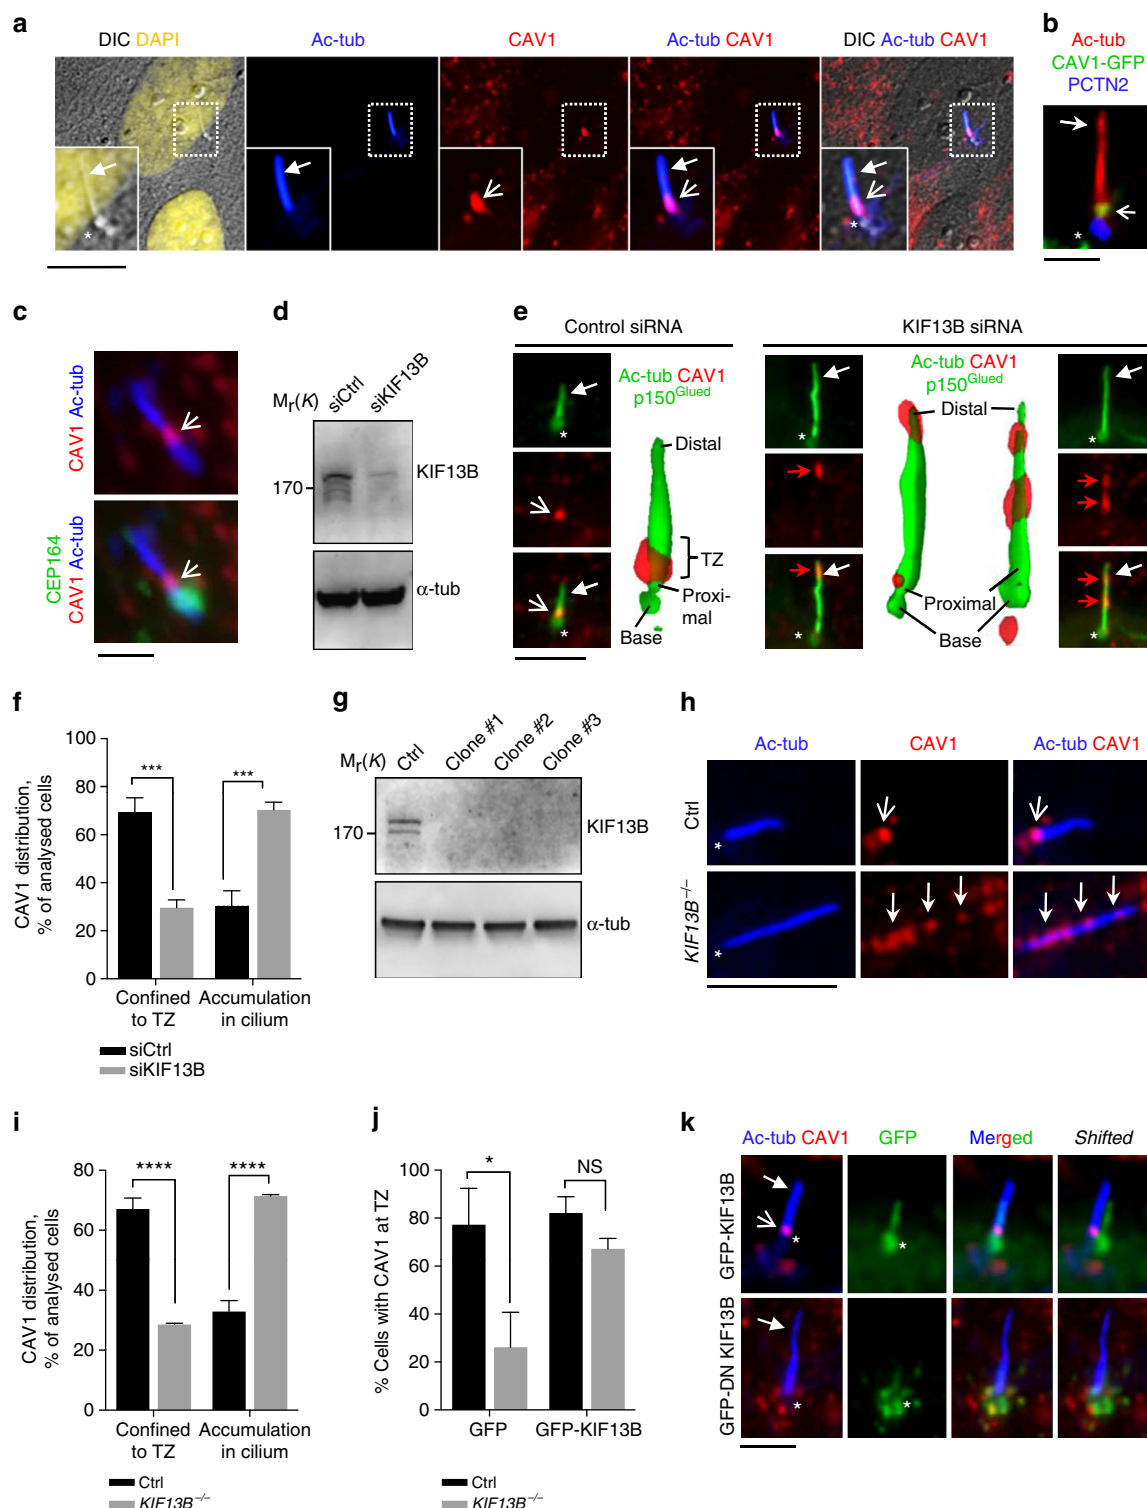 a
DIC DAPI
Ac-tub
CAV1
Ac-tub CAV1
DIC Ac-tub CAV1
*
*
b
Ac-tub
CAV1-GFP
PCTN2
*
c
CAV1 Ac-tub
CEP164
CAV1 Ac-tub
d
Mr(K)
siCtrl
siKIF13B
170
KIF13B
α-tub
e
Control siRNA
KIF13B siRNA
Ac-tub CAV1
p150Glued
Distal
TZ
Proxi-
mal
Base
*
*
Ac-tub CAV1
p150Glued
Distal
Proximal
Base
*
*
*
*
f
CAV1 distribution,
% of analysed cells
100
80
60
40
20
0
***
***
Confined
to TZ
Accumulation
in cilium
siCtrl
siKIF13B
g
Mr(K)
Ctrl
Clone #1
Clone #2
Clone #3
170
KIF13B
α-tub
h
Ac-tub
CAV1
Ac-tub CAV1
Ctrl
*
KIF13B−/−
*
i
CAV1 distribution,
% of analysed cells
80
60
40
20
0
****
****
Confined
to TZ
Accumulation
in cilium
Ctrl
KIF13B−/−
j
% Cells with CAV1 at TZ
100
80
60
40
20
0
*
NS
GFP
GFP-KIF13B
Ctrl
KIF13B−/−
k
Ac-tub CAV1
GFP
Merged
Shifted
GFP-KIF13B
*
*
GFP-DN KIF13B
*
*